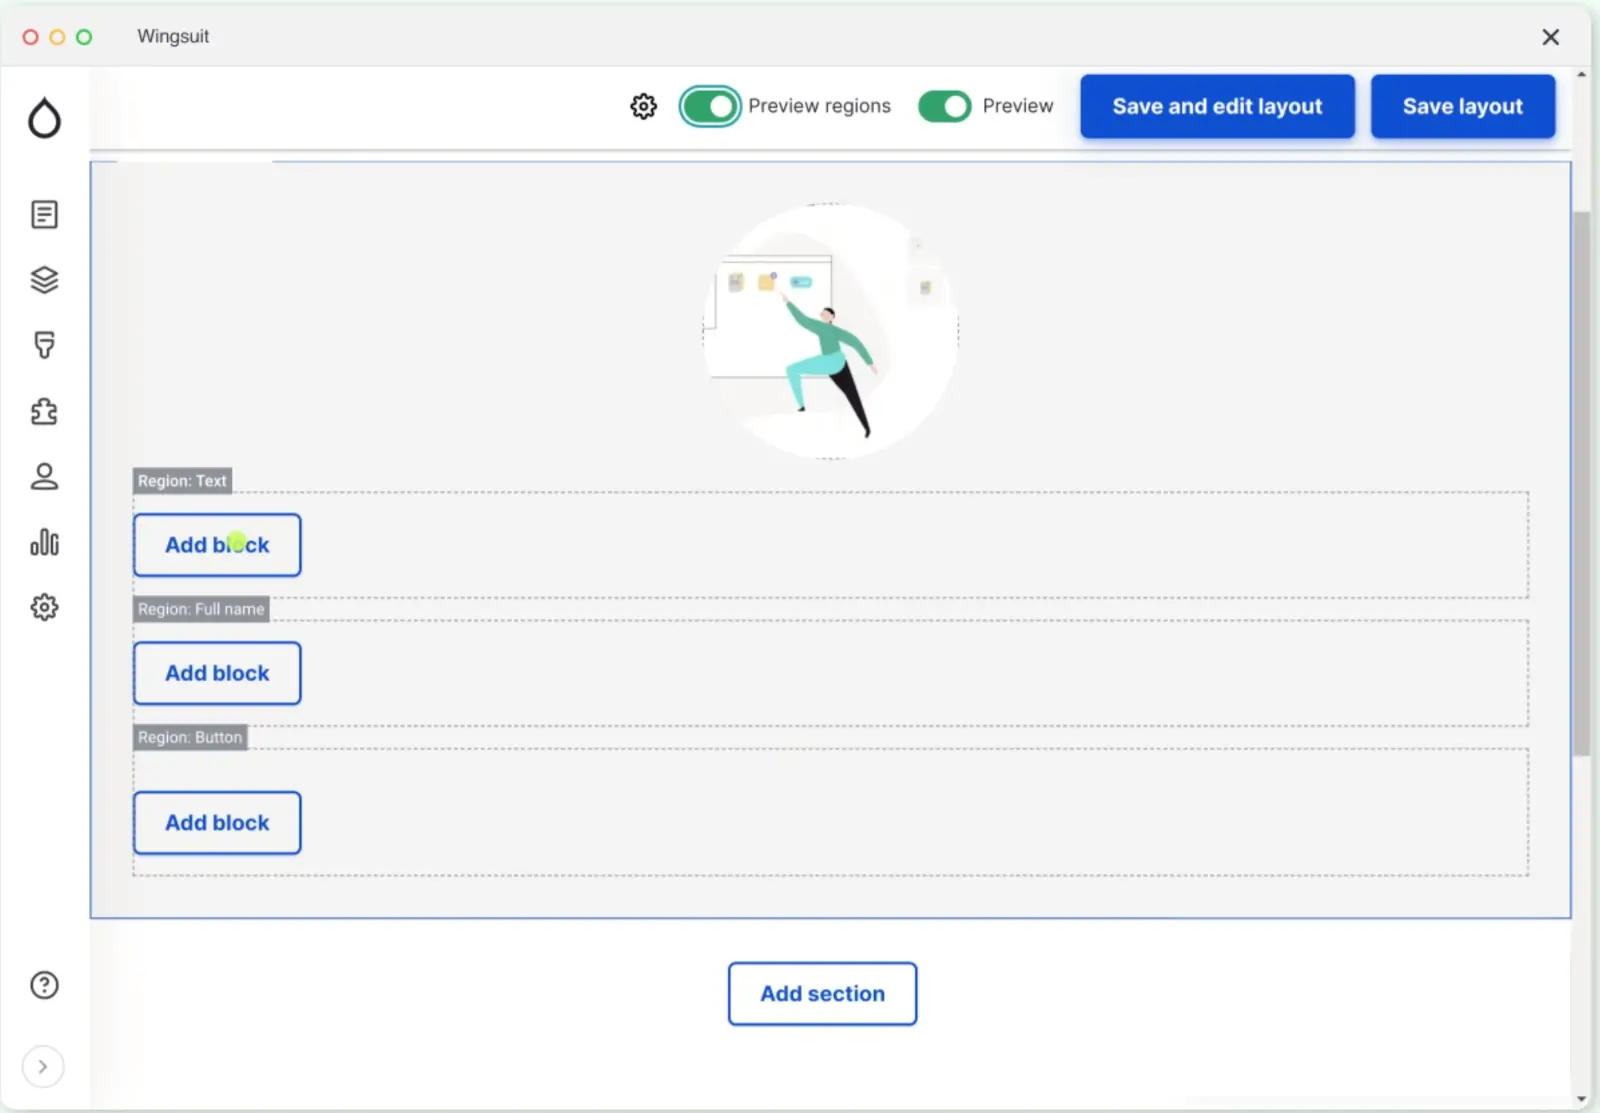 Wingsuit
Preview regions
Preview
Save and edit layout
Save layout
Region: Text
Add block
Region: Full name
Add block
Region: Button
Add block
Add section